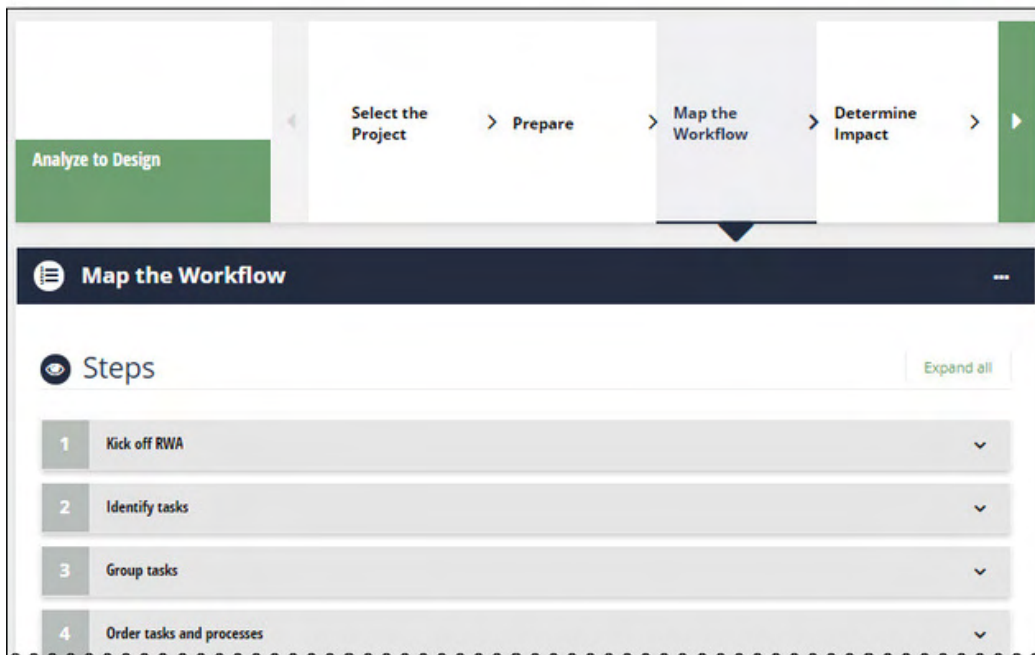 Analyze to Design
Select the
Project
Prepare
Map the
Workflow
Determine
Impact
Map the Workflow
Steps
Expand all
1 Kick off RWA
2 Identify tasks
3 Group tasks
4 Order tasks and processes